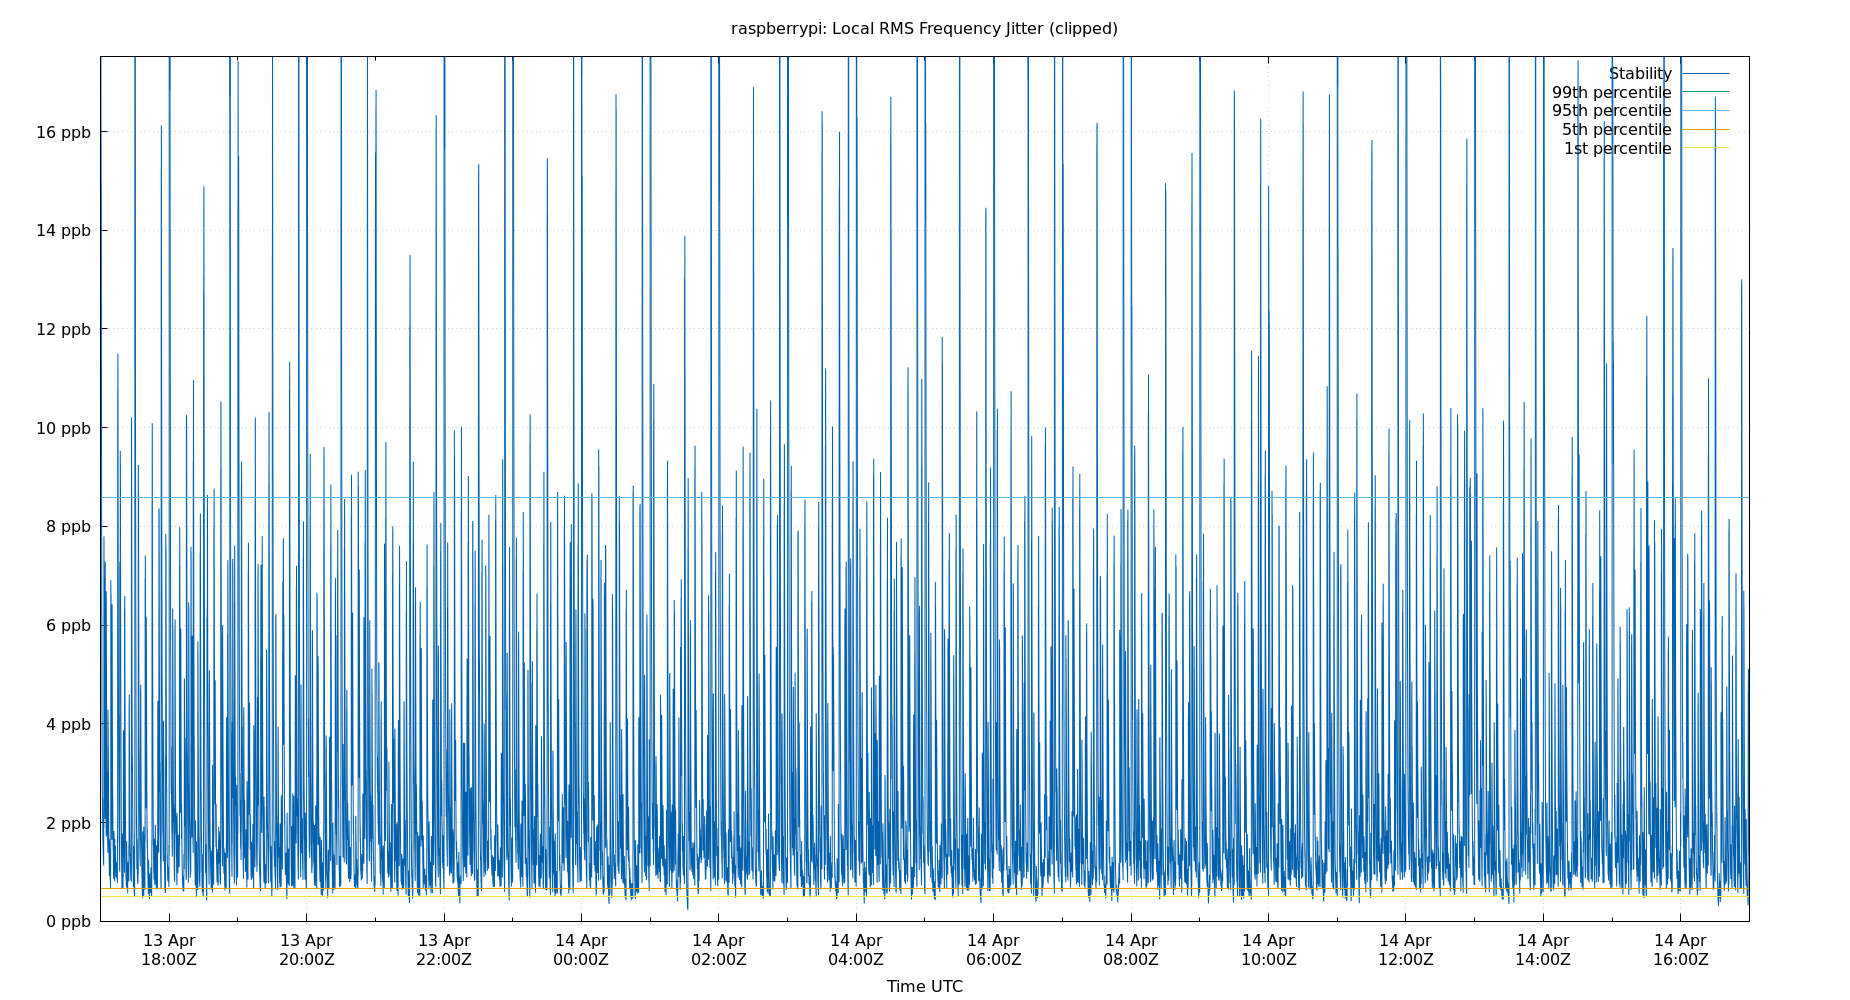 raspberrypi: Local RMS Frequency Jitter (clipped)
Stability
99th percentile
95th percentile
5th percentile
1st percentile
16 ppb
14 ppb
12 ppb
10 ppb
8 ppb
6 ppb
4 ppb
2 ppb
0 ppb
13 Apr 13 Apr 13 Apr 14 Apr 14 Apr 14 Apr 14 Apr 14 Apr 14 Apr 14 Apr 14 Apr 14 Apr
18:00Z 20:00Z 22:00Z 00:00Z 02:00Z 04:00Z 06:00Z 08:00Z 10:00Z 12:00Z 14:00Z 16:00Z
Time UTC